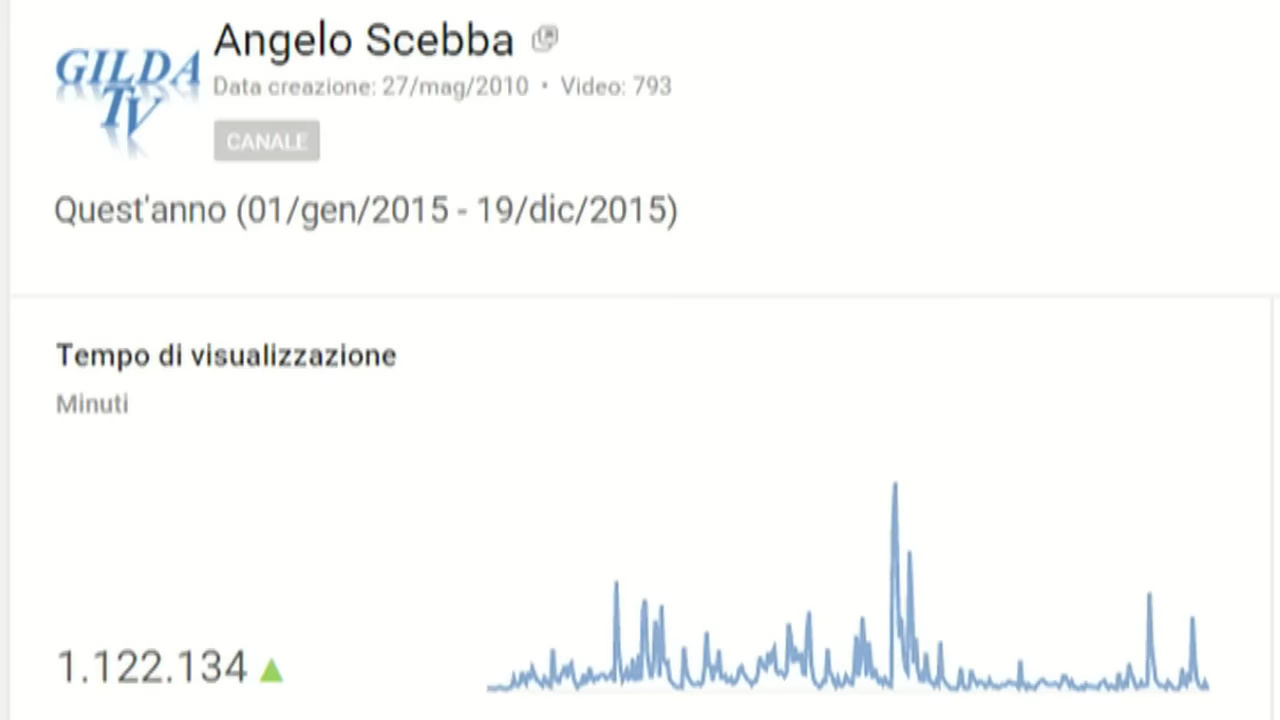 GILDA
TV
Angelo Scebba
Data creazione: 27/mag/2010 • Video: 793
CANALE
Quest'anno (01/gen/2015 - 19/dic/2015)
Tempo di visualizzazione
Minuti
1.122.134